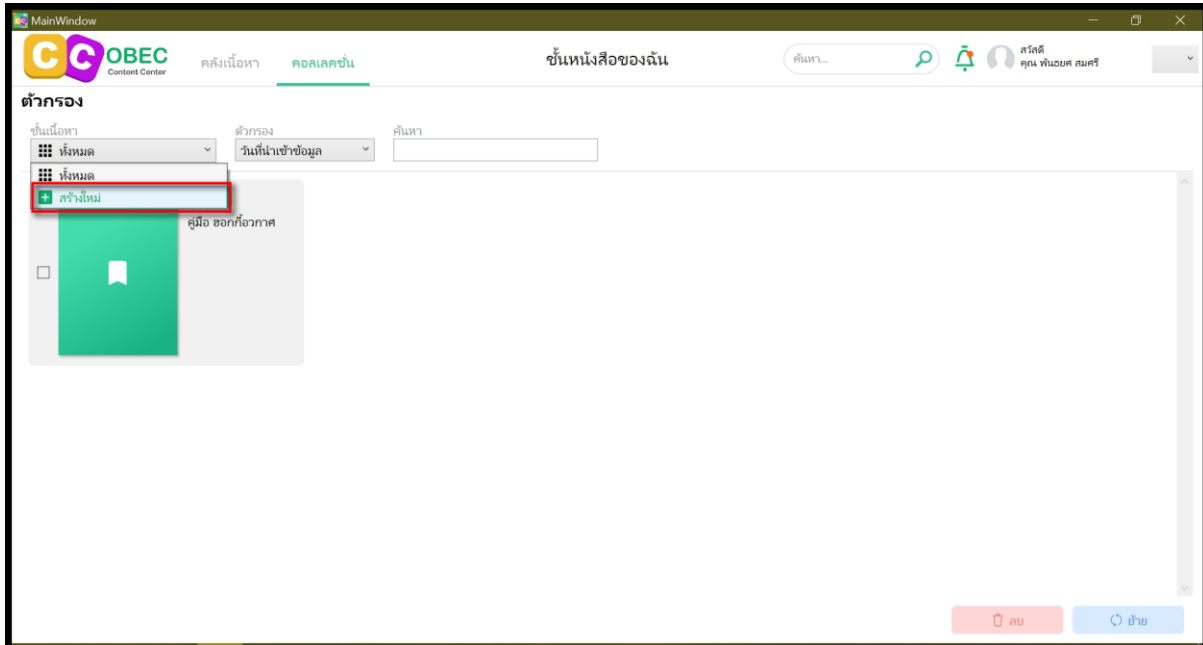 MainWindow
CC OBEC
Content Center
คลังเนื้อหา
คอลเลคชั่น
ชั้นหนังสือของฉัน
ค้นหา...
สวัสดี
คุณ พันธยศ สมศรี
ตัวกรอง
ชั้นเนื้อหา
ตัวกรอง
ค้นหา
ทั้งหมด
วันที่นำเข้าข้อมูล
ทั้งหมด
สร้างใหม่
คู่มือ ฮอกกี้อวกาศ
ลบ
ย้าย